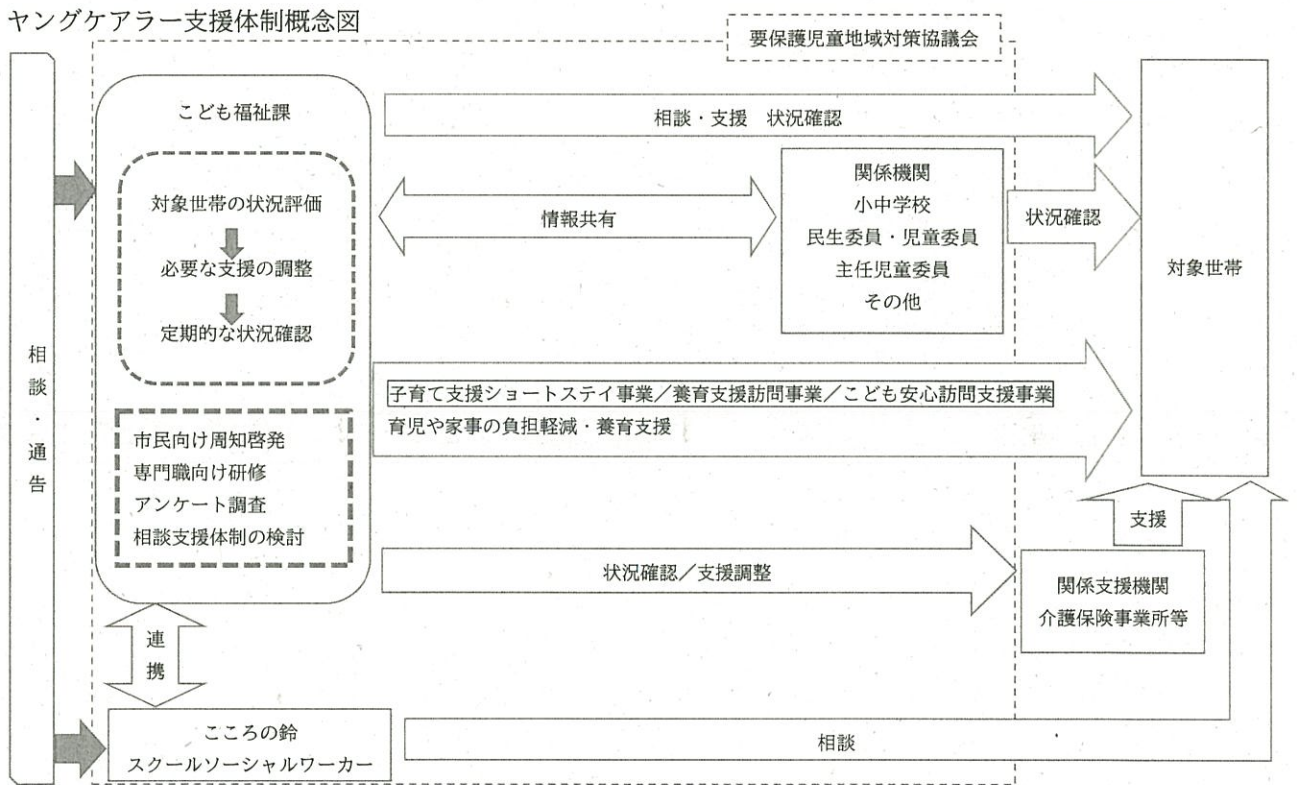 ヤングケアラー支援体制概念図
要保護児童地域対策協議会
相談・通告
こども福祉課
対象世帯の状況評価
必要な支援の調整
定期的な状況確認
市民向け周知啓発
専門職向け研修
アンケート調査
相談支援体制の検討
相談・支援　状況確認
情報共有
関係機関
小中学校
民生委員・児童委員
主任児童委員
その他
状況確認
対象世帯
子育て支援ショートステイ事業／養育支援訪問事業／こども安心訪問支援事業
育児や家事の負担軽減・養育支援
支援
状況確認／支援調整
関係支援機関
介護保険事業所等
連携
こころの鈴
スクールソーシャルワーカー
相談